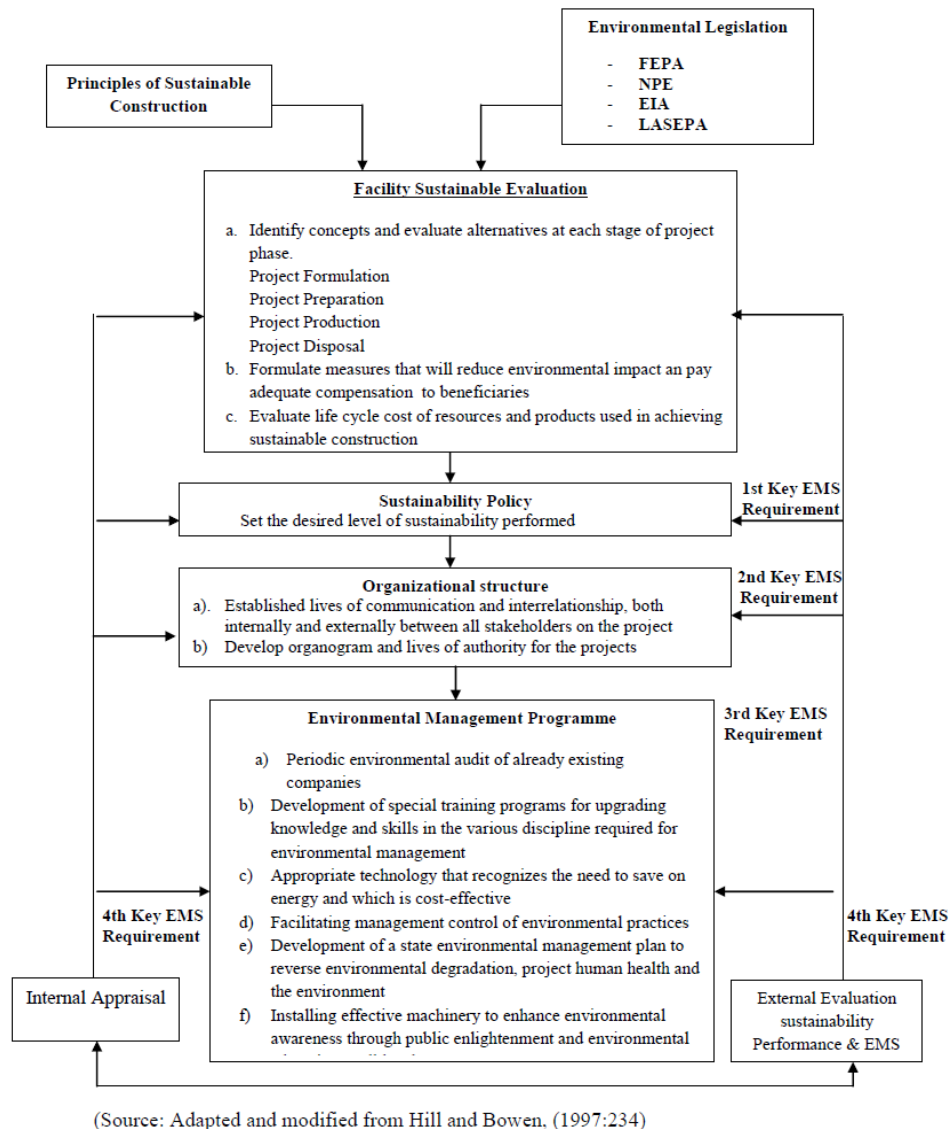 Environmental Legislation
- FEPA
- NPE
- EIA
- LASEPA
Principles of Sustainable
Construction
Facility Sustainable Evaluation
a. Identify concepts and evaluate alternatives at each stage of project
phase.
Project Formulation
Project Preparation
Project Production
Project Disposal
b. Formulate measures that will reduce environmental impact an pay
adequate compensation to beneficiaries
c. Evaluate life cycle cost of resources and products used in achieving
sustainable construction
Sustainability Policy
Set the desired level of sustainability performed
1st Key EMS
Requirement
Organizational structure
a). Established lives of communication and interrelationship, both
internally and externally between all stakeholders on the project
b) Develop organogram and lives of authority for the projects
2nd Key EMS
Requirement
Environmental Management Programme
a) Periodic environmental audit of already existing
companies
b) Development of special training programs for upgrading
knowledge and skills in the various discipline required for
environmental management
c) Appropriate technology that recognizes the need to save on
energy and which is cost-effective
d) Facilitating management control of environmental practices
e) Development of a state environmental management plan to
reverse environmental degradation, project human health and
the environment
f) Installing effective machinery to enhance environmental
awareness through public enlightenment and environmental
3rd Key EMS
Requirement
4th Key EMS
Requirement
4th Key EMS
Requirement
Internal Appraisal
External Evaluation
sustainability
Performance & EMS
(Source: Adapted and modified from Hill and Bowen, (1997:234)